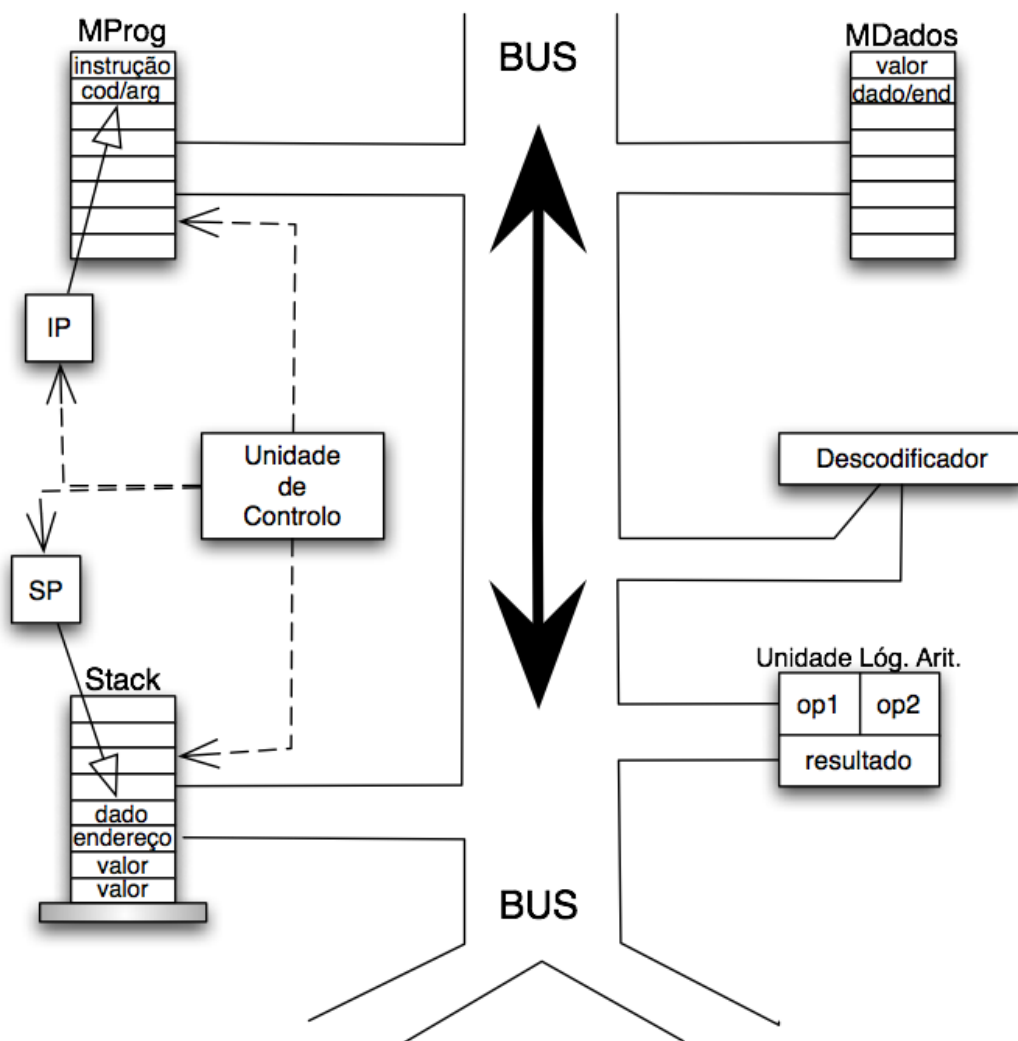 MProg
instrução
cod/arg
BUS
MDados
valor
dado/end
IP
Unidade
de
Controlo
Descodificador
SP
Stack
dado
endereço
valor
valor
Unidade Lóg. Arit.
op1 op2
resultado
BUS